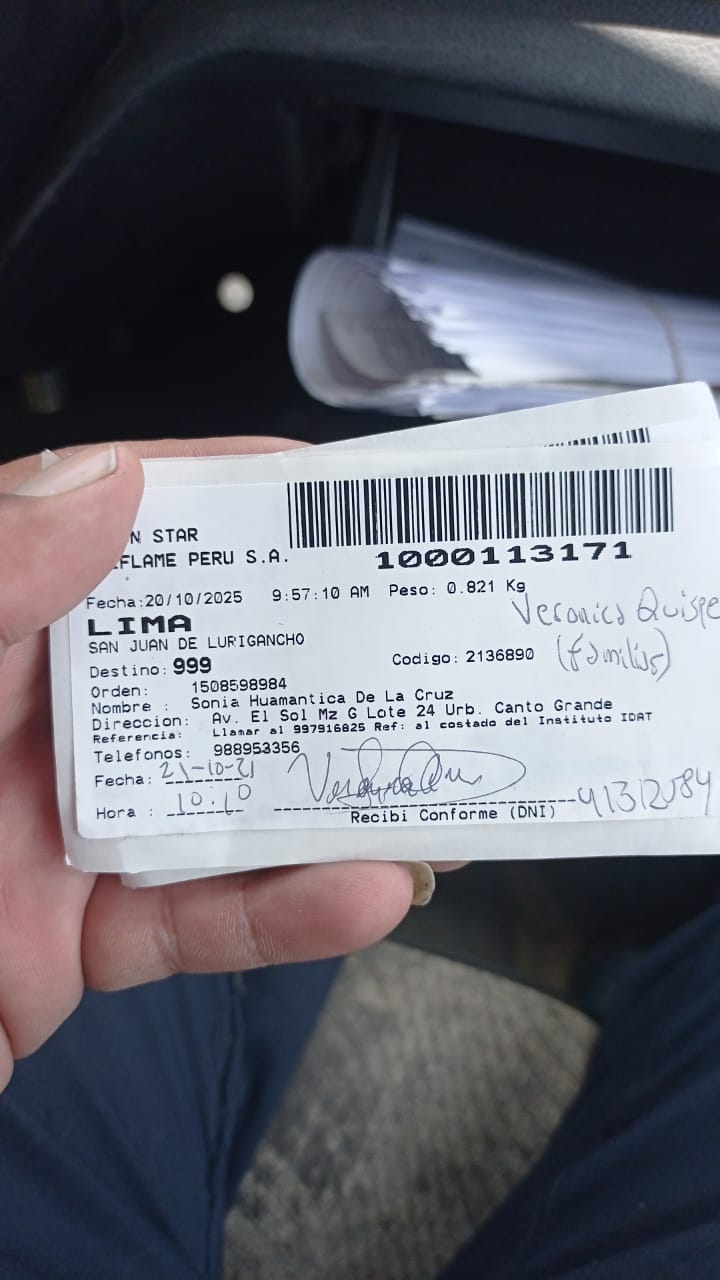 N STAR
FLAME PERU S.A.
1000113171
Fecha:20/10/2025 9:57:10 AM Peso: 0.821 Kg
LIMA
Veronica Quispe
SAN JUAN DE LURIGANCHO
(familia)
Destino: 999 Codigo: 2136890
Orden: 1508598984
Nombre : Sonia Huamantica De La Cruz
Direccion: Av. El Sol Mz G Lote 24 Urb. Canto Grande
Referencia: Llamar al 997916825 Ref: al costado del Instituto IDAT
Telefonos: 988953356
Fecha: 21-10-21
Hora : 10:10 41312084
Recibi Conforme (DNI)